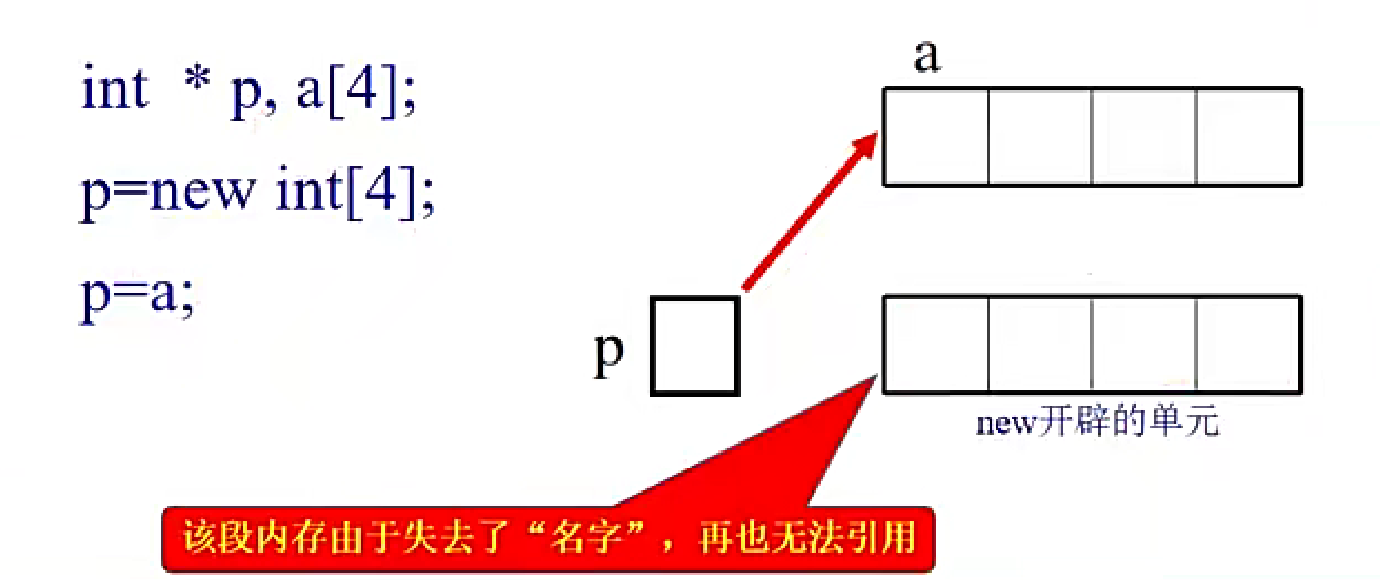 int * p, a[4];
p=new int[4];
p=a;
a
p
new开辟的单元
该段内存由于失去了“名字”，再也无法引用